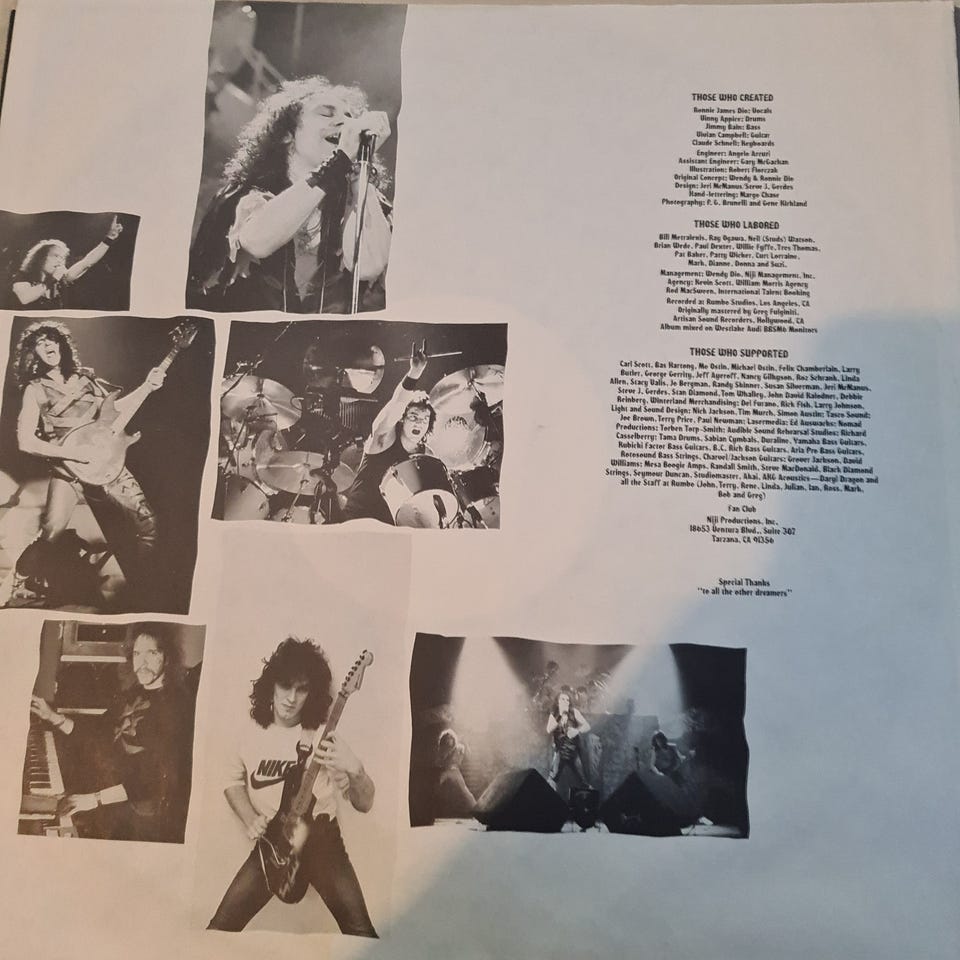 THOSE WHO CREATED
Ronnie James Dio: Vocals
Vinny Appice: Drums
Jimmy Bain: Bass
Vivian Campbell: Guitar
Claude Schnell: Keyboards
Engineer: Angelo Arcuri
Assistant Engineer: Gary McGachan
Illustration: Robert Florczak
Original Concept: Wendy & Ronnie Dio
Design: Jeri McManus/Steve J. Gerdes
Hand-lettering: Margo Chase
Photography: P. G. Brunelli and Gene Kirkland
THOSE WHO LABORED
Bill Metralexis, Ray Ogawa, Neil (Studs) Watson,
Brian Wede, Paul Dexter, Willie Fyffe, Tres Thomas,
Pat Baker, Patty Wicker, Curt Lorraine,
Mark, Dianne, Donna and Suzi.
Management: Wendy Dio, Niji Management, Inc.
Agency: Kevin Scott, William Morris Agency
Rod MacSween, International Talent Booking
Recorded at Rumbo Studios, Los Angeles, CA
Originally mastered by Greg Fulginiti,
Artisan Sound Recorders, Hollywood, CA
Album mixed on Westlake Audi BBSM6 Monitors
THOSE WHO SUPPORTED
Carl Scott, Bas Hartong, Mo Ostin, Michael Ostin, Felix Chamberlain, Larry
Butler, George Gerrity, Jeff Ayeroff, Nancy Gilkyson, Roz Schrank, Linda
Allen, Stacy Valis, Jo Bergman, Randy Skinner, Susan Silverman, Jeri McManus,
Steve J. Gerdes, Stan Diamond, Tom Whalley, John David Kalodner, Debbie
Reinberg, Winterland Merchandising: Del Furano, Rick Fish, Larry Johnson,
Light and Sound Design: Nick Jackson, Tim Murch, Simon Austin: Tasco Sound:
Joe Brown, Terry Price, Paul Newman: Lasermedia: Ed Auswacks: Nomad
Productions: Torben Torp-Smith: Audible Sound Rehearsal Studios: Richard
Casselberry: Tama Drums, Sabian Cymbals, Duraline, Yamaha Bass Guitars,
Rubicki Factor Bass Guitars, B.C. Rich Bass Guitars, Aria Pro Bass Guitars,
Rotosound Bass Strings, Charvel/Jackson Guitars: Grover Jackson, David
Williams: Mesa Boogie Amps, Randall Smith, Steve MacDonald, Black Diamond
Strings, Seymour Duncan, Studiomaster, Akai, AKG Acoustics—Daryl Dragon and
all the Staff at Rumbo (John, Terry, Rene, Linda, Julian, Ian, Ross, Mark,
Bob and Greg)
Fan Club
Niji Productions, Inc.
18653 Ventura Blvd., Suite 307
Tarzana, CA 91356
Special Thanks
"to all the other dreamers"
NIKE